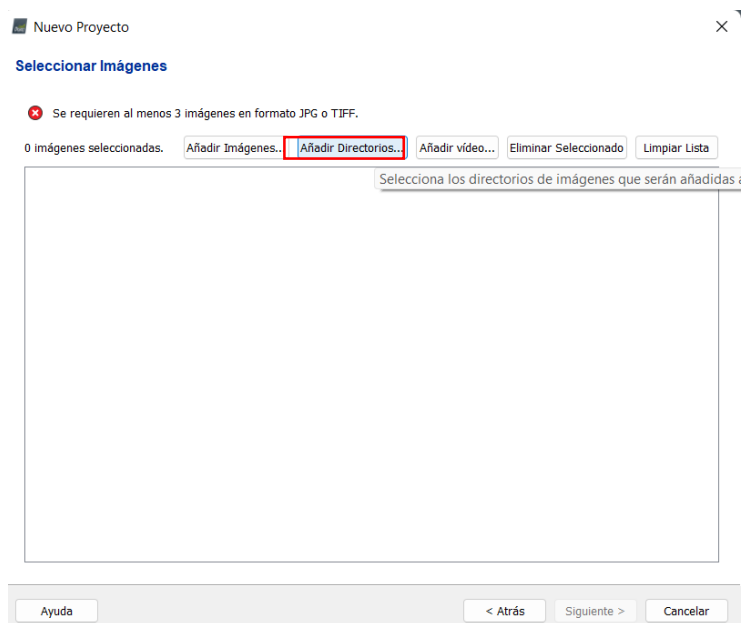 Nuevo Proyecto
Seleccionar Imágenes
Se requieren al menos 3 imágenes en formato JPG o TIFF.
0 imágenes seleccionadas. Añadir Imágenes... Añadir Directorios... Añadir vídeo... Eliminar Seleccionado Limpiar Lista
Selecciona los directorios de imágenes que serán añadidas a
Ayuda < Atrás Siguiente > Cancelar